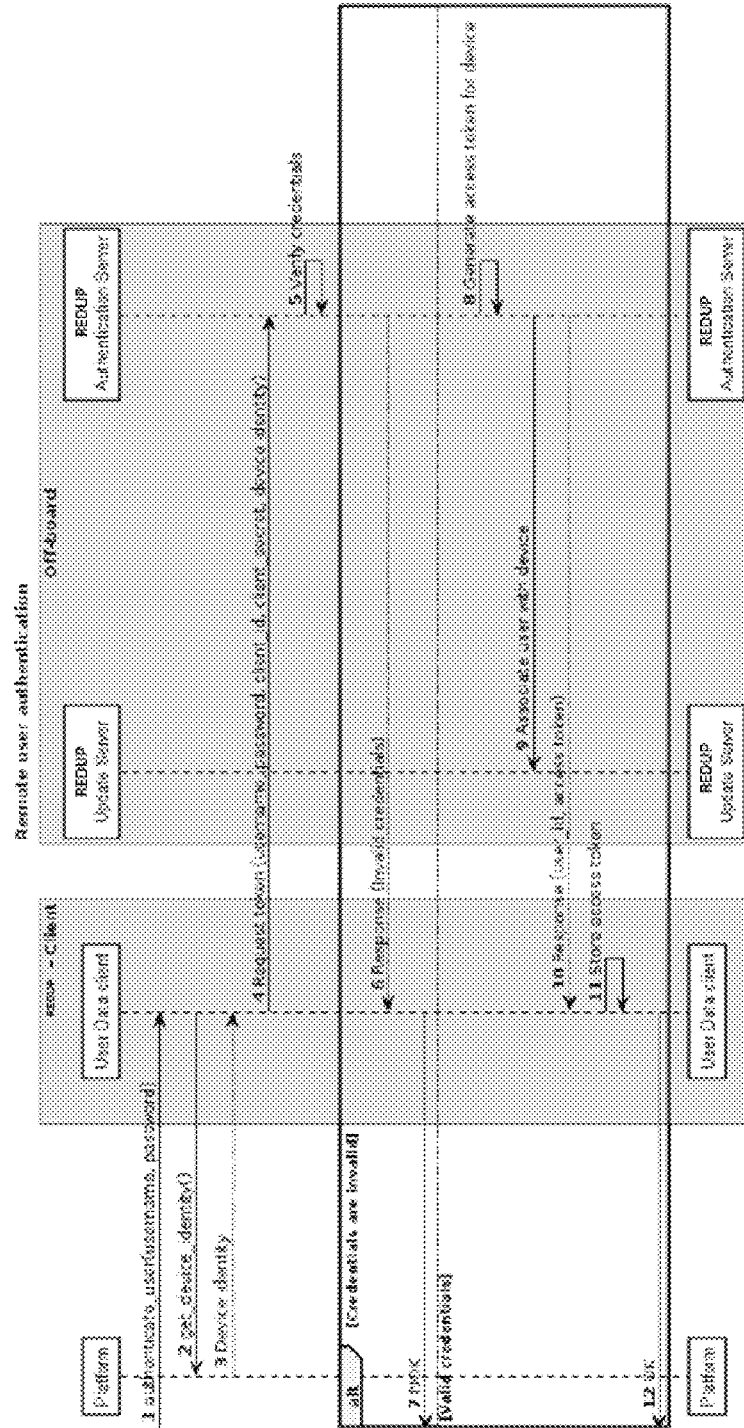 Remote user authentication
REDUP - Client
Off-board
Platform
User Data client
REDUP
Update Server
REDUP
Authentication Server
1 authenticate_user(username, password)
2 get_device_identity()
3 Device identity
4 Request token (username, password, client_id, client_secret, device identity)
5 Verify credentials
alt
[Credentials are invalid]
6 Response (Invalid credentials)
7 NOK
[Valid credentials]
8 Generate access token for device
9 Associate user with device
10 Response (user_id, access token)
11 Store access token
12 OK
Platform
User Data client
REDUP
Update Server
REDUP
Authentication Server